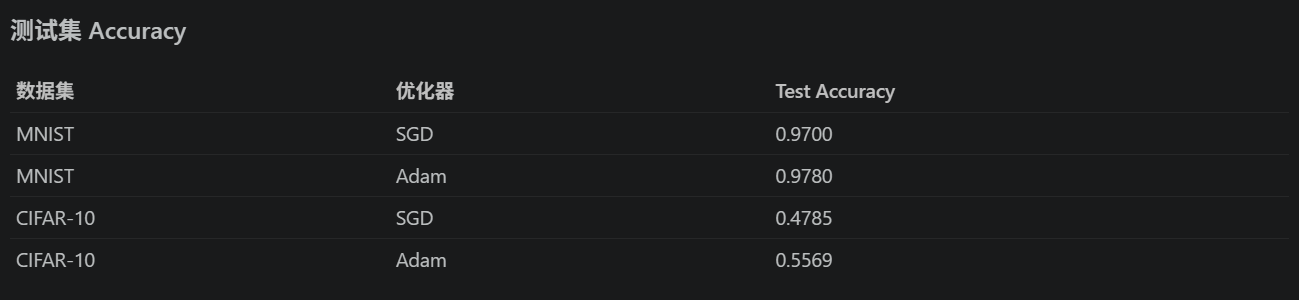 测试集 Accuracy
数据集 优化器 Test Accuracy
MNIST SGD 0.9700
MNIST Adam 0.9780
CIFAR-10 SGD 0.4785
CIFAR-10 Adam 0.5569